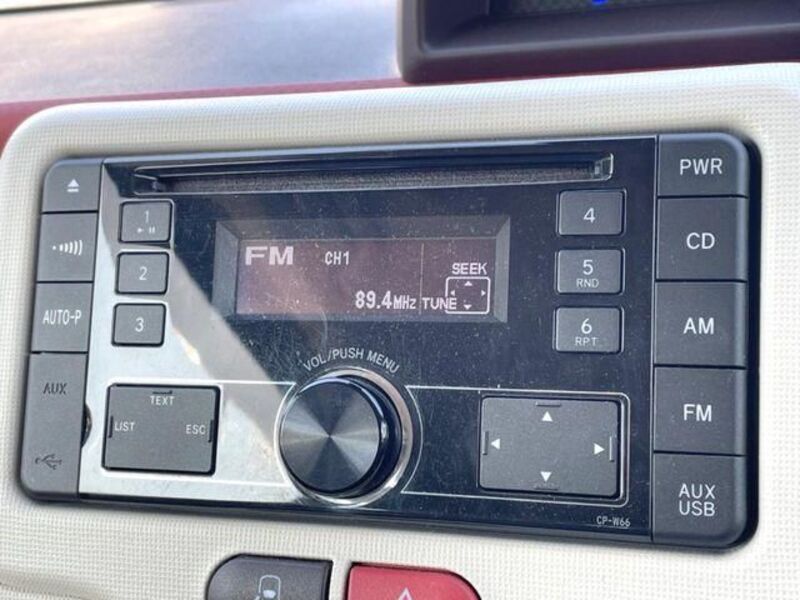 PWR
CD
AM
FM
AUX
USB
1
2
3
AUTO-P
AUX
FM CH1
SEEK
89.4MHz TUNE
4
5
RND
6
RPT
VOL/PUSH MENU
TEXT
LIST ESC
CP-W66